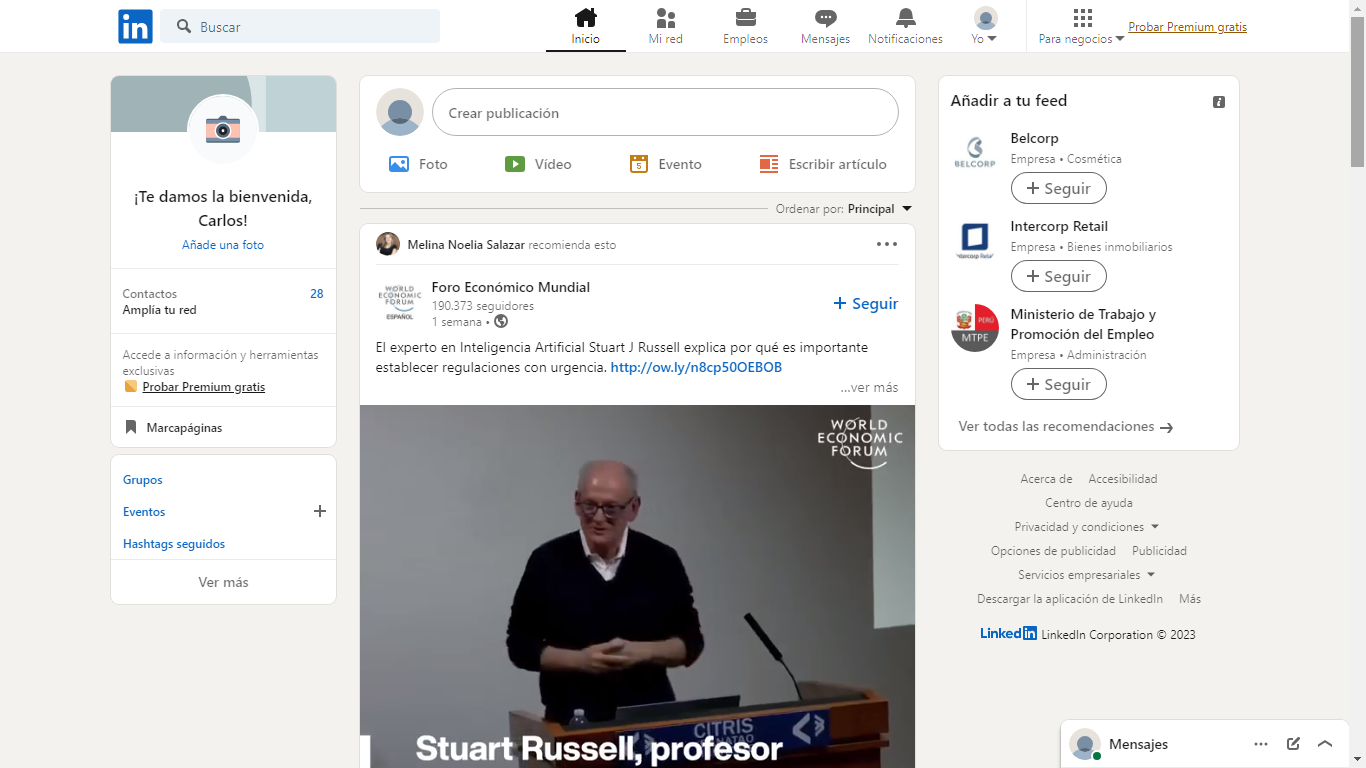 in
Buscar
Inicio
Mi red
Empleos
Mensajes
Notificaciones
Yo
Para negocios
Probar Premium gratis
¡Te damos la bienvenida,
Carlos!
Añade una foto
Contactos 28
Amplía tu red
Accede a información y herramientas
exclusivas
Probar Premium gratis
Marcapáginas
Grupos
Eventos
Hashtags seguidos
Ver más
Crear publicación
Foto
Vídeo
5
Evento
Escribir artículo
Ordenar por: Principal
Melina Noelia Salazar recomienda esto
WORLD
ECONOMIC
FORUM
ESPAÑOL
Foro Económico Mundial
190.373 seguidores
1 semana •
+ Seguir
El experto en Inteligencia Artificial Stuart J Russell explica por qué es importante
establecer regulaciones con urgencia. http://ow.ly/n8cp50OEBOB
...ver más
WORLD
ECONOMIC
FORUM
CITRIS
Stuart Russell, profesor
Añadir a tu feed
BELCORP
Belcorp
Empresa • Cosmética
+ Seguir
Intercorp Retail
Intercorp Retail
Empresa • Bienes inmobiliarios
+ Seguir
PERÚ
MTPE
Ministerio de Trabajo y
Promoción del Empleo
Empresa • Administración
+ Seguir
Ver todas las recomendaciones
Acerca de Accesibilidad
Centro de ayuda
Privacidad y condiciones
Opciones de publicidad Publicidad
Servicios empresariales
Descargar la aplicación de LinkedIn Más
LinkedIn LinkedIn Corporation © 2023
Mensajes